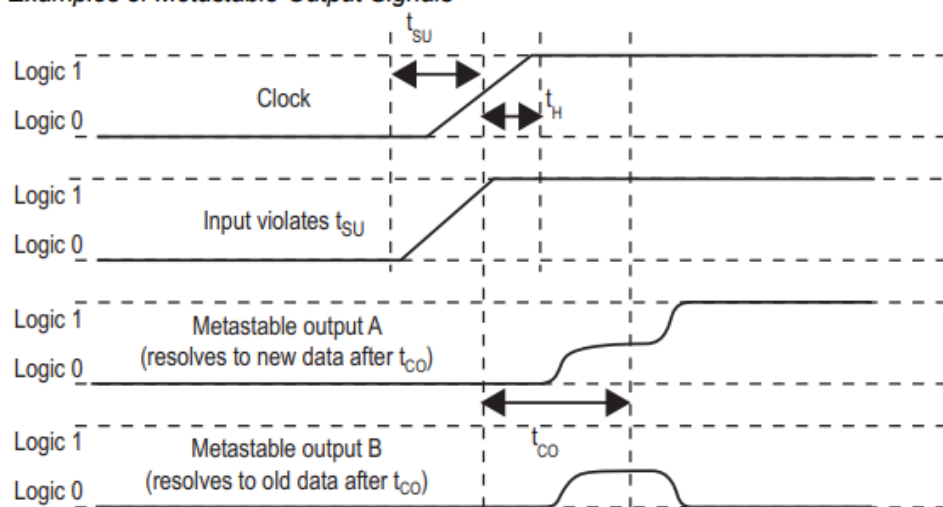 Examples of Metastable Output Signals
tSU
Logic 1
Clock
tH
Logic 0
Logic 1
Input violates tSU
Logic 0
Logic 1
Metastable output A
(resolves to new data after tCO)
Logic 0
Logic 1
Metastable output B
tCO
(resolves to old data after tCO)
Logic 0